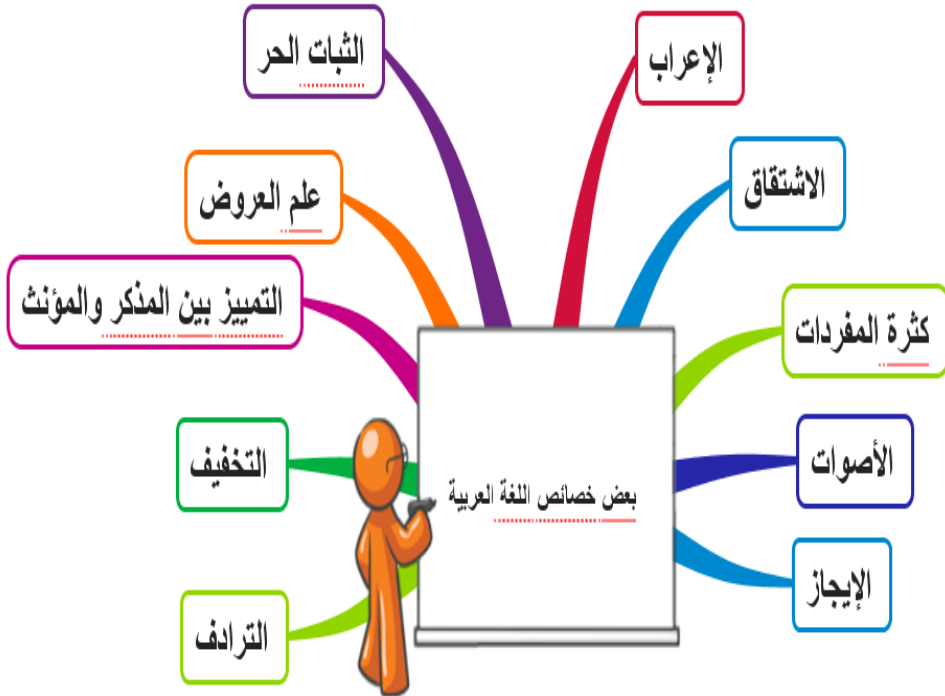 بعض خصائص اللغة العربية
الإعراب
الاشتقاق
كثرة المفردات
الأصوات
الإيجاز
الثبات الحر
علم العروض
التمييز بين المذكر والمؤنث
التخفيف
الترادف